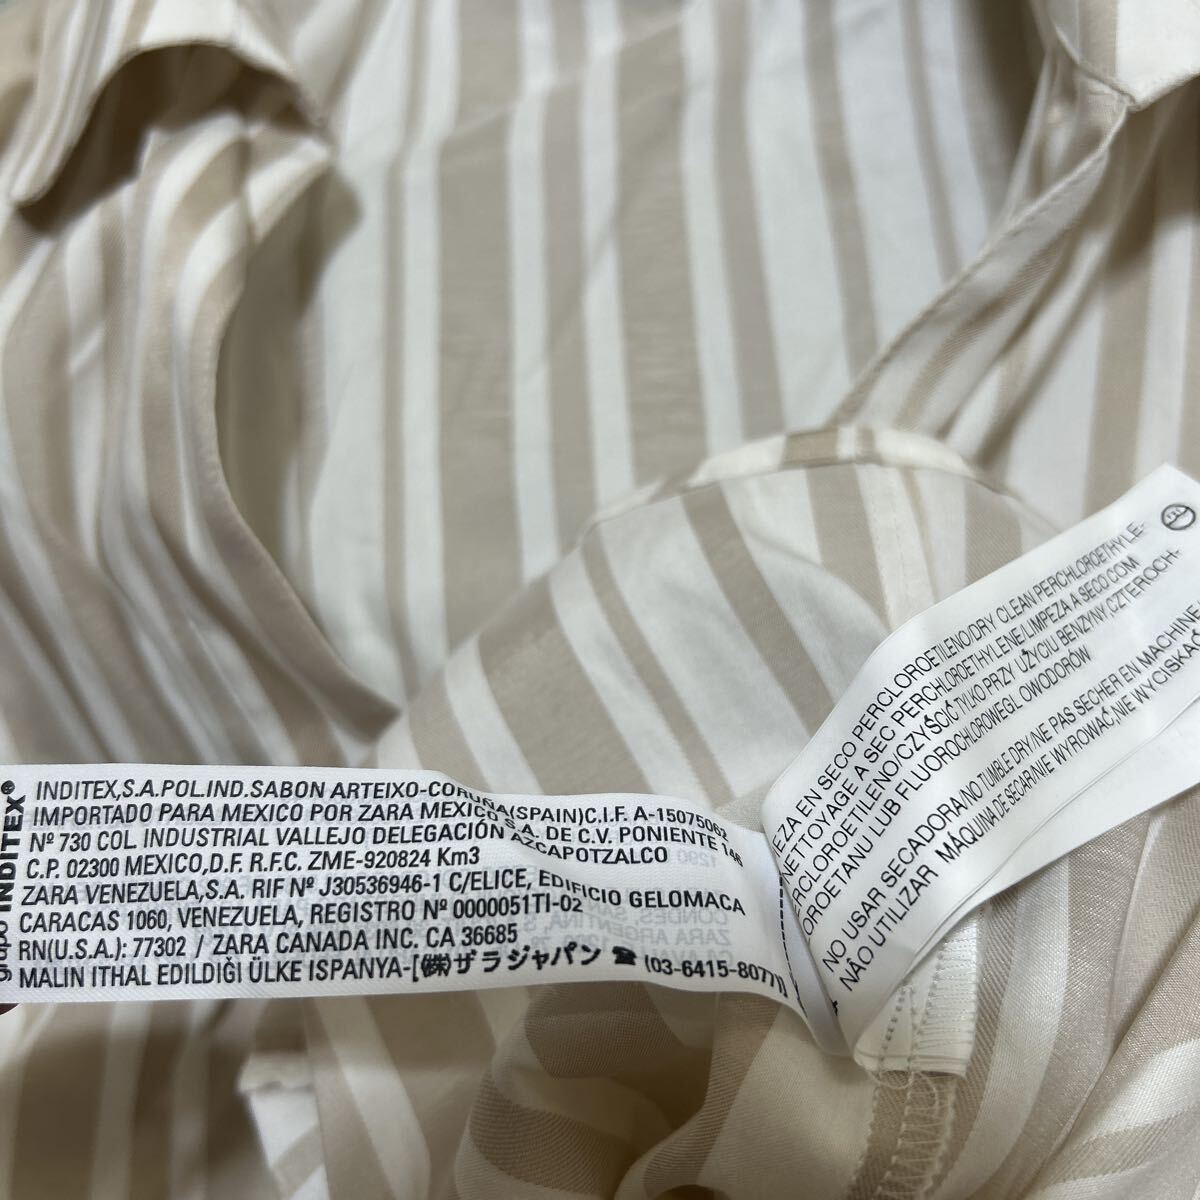 grupo INDITEX®
INDITEX,S.A.POL.IND.SABON ARTEIXO-CORUÑA(SPAIN)C.I.F. A-15075062
IMPORTADO PARA MEXICO POR ZARA MEXICO S.A. DE C.V. PONIENTE 146
Nº 730 COL. INDUSTRIAL VALLEJO DELEGACIÓN AZCAPOTZALCO
C.P. 02300 MEXICO,D.F. R.F.C. ZME-920824 Km3
ZARA VENEZUELA,S.A. RIF Nº J30536946-1 C/ELICE, EDIFICIO GELOMACA
CARACAS 1060, VENEZUELA, REGISTRO Nº 0000051TI-02
RN(U.S.A.): 77302 / ZARA CANADA INC. CA 36685
MALIN ITHAL EDILDIĞI ÜLKE ISPANYA-[㈱ザラジャパン ☎ (03-6415-8077)]
EN SECO PERCLOROETILENO/DRY CLEAN PERCHLOROETHYLE-
NETTOYAGE A SEC PERCHLOROETHYLENE/LIMPEZA A SECO COM
CZYŚCIĆ TYLKO PRZY UŻYCIU BENZYNY,CZTEROCH-
LUB FLUOROCHLOROWEGL OWODORÓW
NO USAR SECADORA/NO TUMBLE DRY/NE PAS SÉCHER EN MACHINE
NÃO UTILIZAR MÁQUINA DE SECAR/NIE WYROWAĆ,NIE WYCISKAĆ